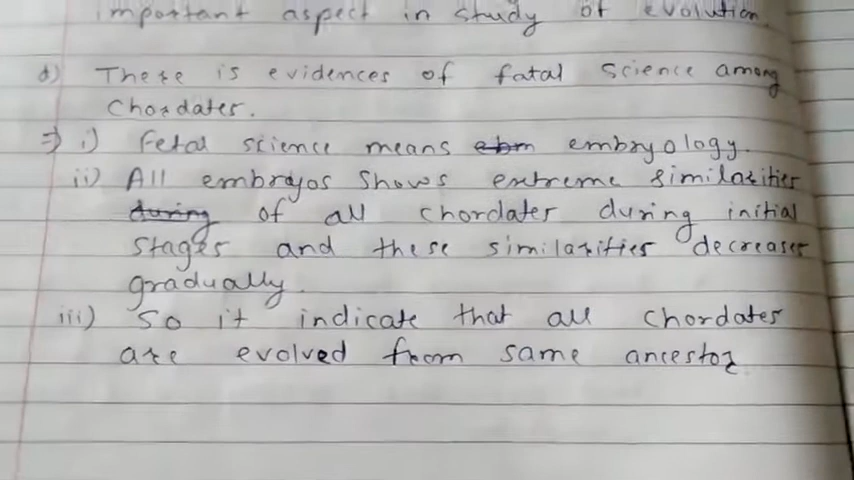 important aspect in study of evolution.
d) There is evidences of fatal science among
chordates.
⇒ i) Fetal science means ebm embryology.
ii) All embrayos shows extreme similarities
during of all chordates during initial
stages and these similarities decreases
gradually.
iii) So it indicate that all chordates
are evolved from same ancestor